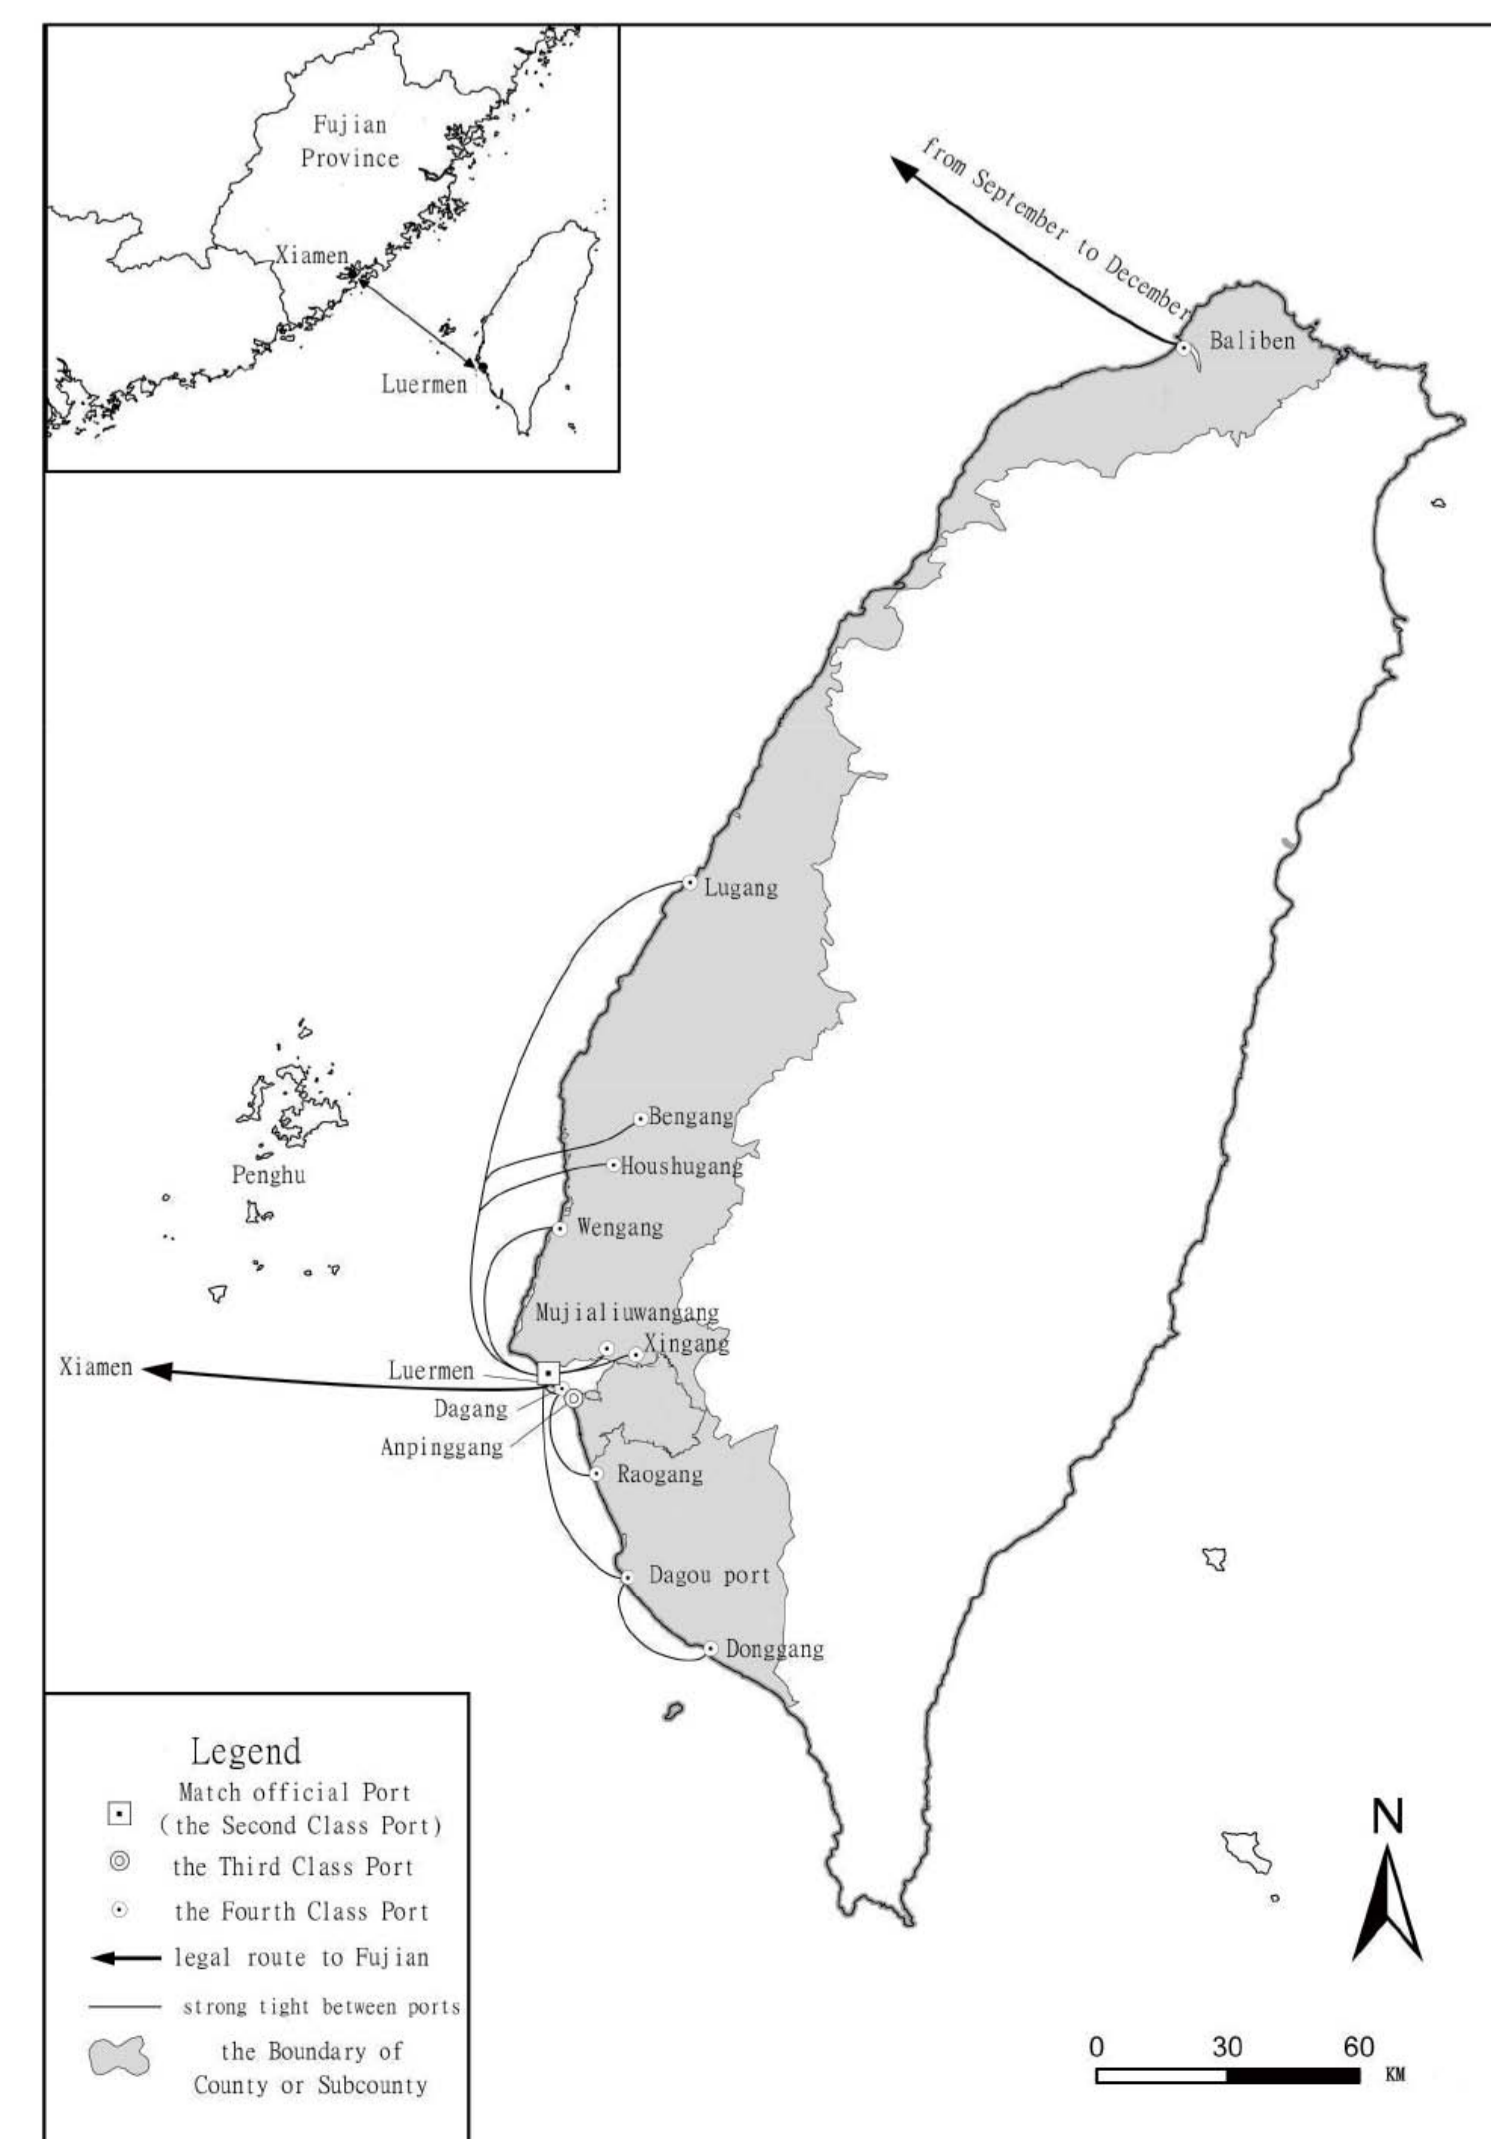 Fujian
Province
Xiamen
Luermen
from September to December
Baliben
Lugang
Bengang
Houshugang
Penghu
Wengang
Mujialiuwangang
Xingang
Xiamen
Luermen
Dagang
Anpinggang
Raogang
Dagou port
Donggang
Legend
Match official Port
(the Second Class Port)
the Third Class Port
the Fourth Class Port
legal route to Fujian
strong tight between ports
the Boundary of
County or Subcounty
N
0 30 60
KM